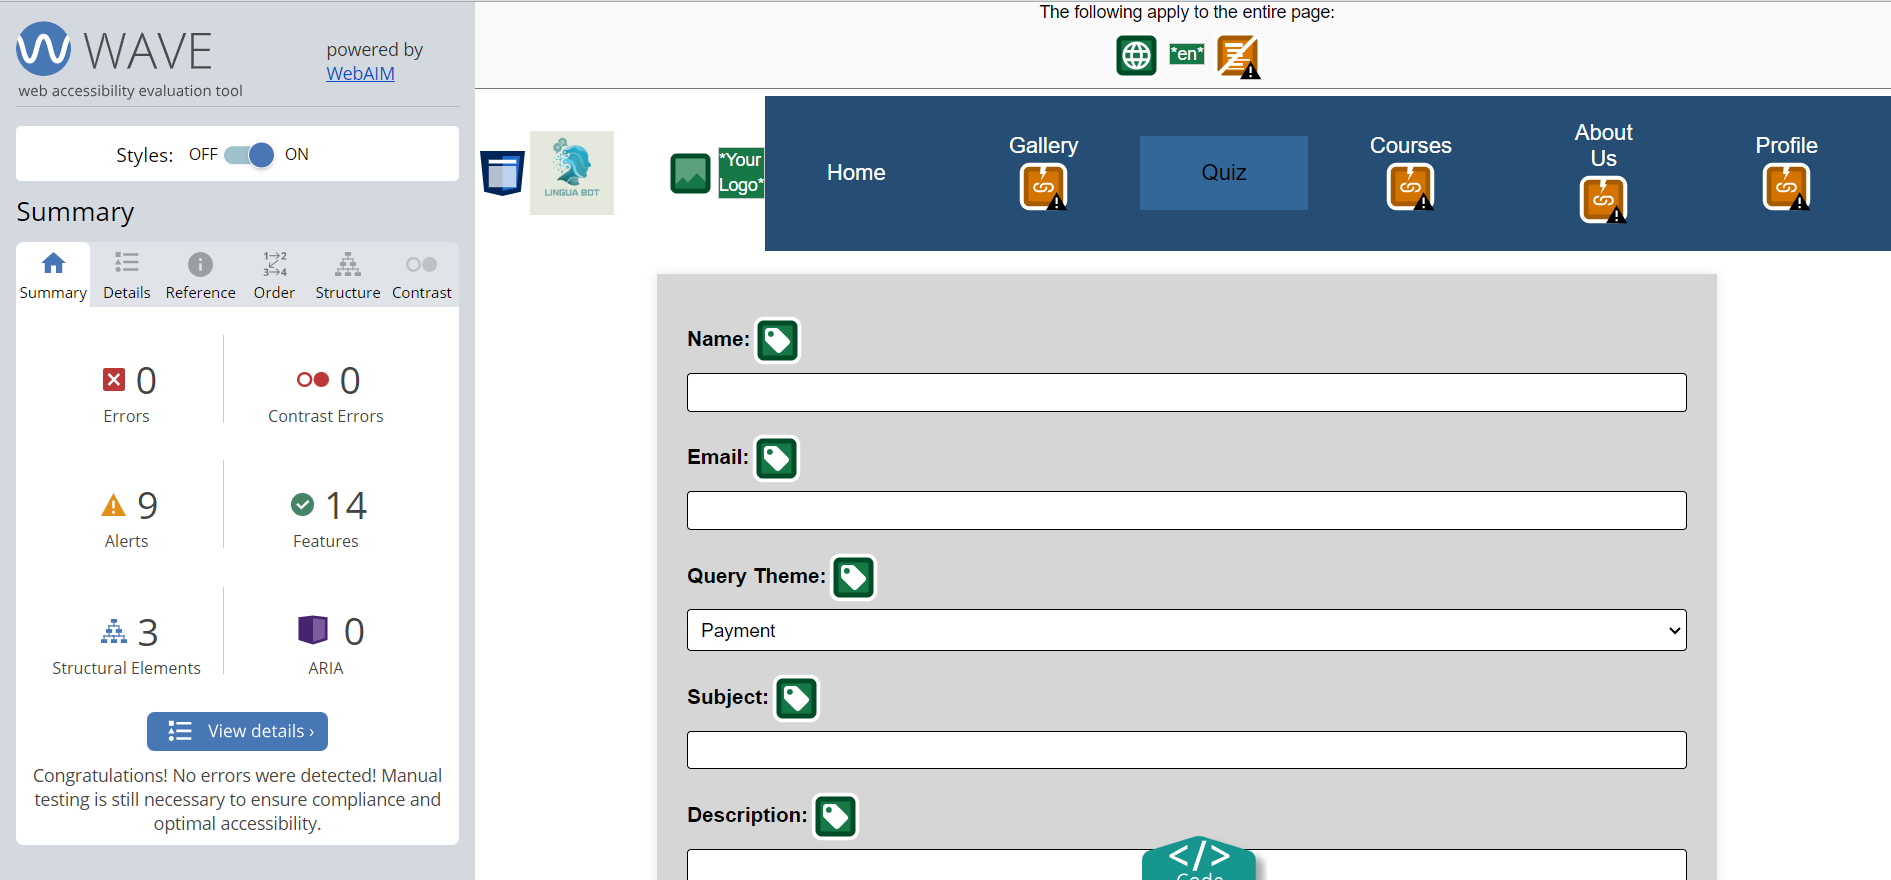 WAVE
powered by
WebAIM
web accessibility evaluation tool
Styles: OFF ON
Summary
Summary Details Reference Order Structure Contrast
1→2
3→4
0
Errors
0
Contrast Errors
9
Alerts
14
Features
3
Structural Elements
0
ARIA
View details ›
Congratulations! No errors were detected! Manual
testing is still necessary to ensure compliance and
optimal accessibility.
The following apply to the entire page:
*en*
LINGUA BOT
*Your
Logo*
Home
Gallery
Quiz
Courses
About
Us
Profile
Name:
Email:
Query Theme:
Payment
Subject:
Description:
</>
Code